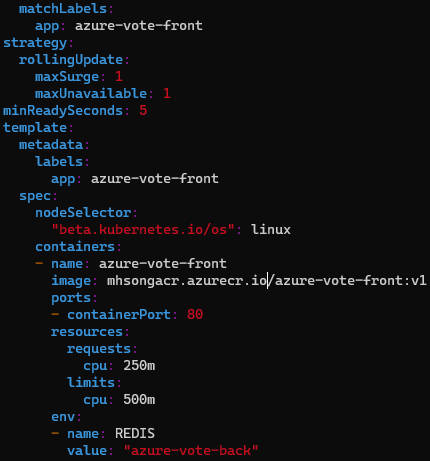 matchLabels:
app: azure-vote-front
strategy:
rollingUpdate:
maxSurge: 1
maxUnavailable: 1
minReadySeconds: 5
template:
metadata:
labels:
app: azure-vote-front
spec:
nodeSelector:
"beta.kubernetes.io/os": linux
containers:
- name: azure-vote-front
image: mhsongacr.azurecr.io/azure-vote-front:v1
ports:
- containerPort: 80
resources:
requests:
cpu: 250m
limits:
cpu: 500m
env:
- name: REDIS
value: "azure-vote-back"